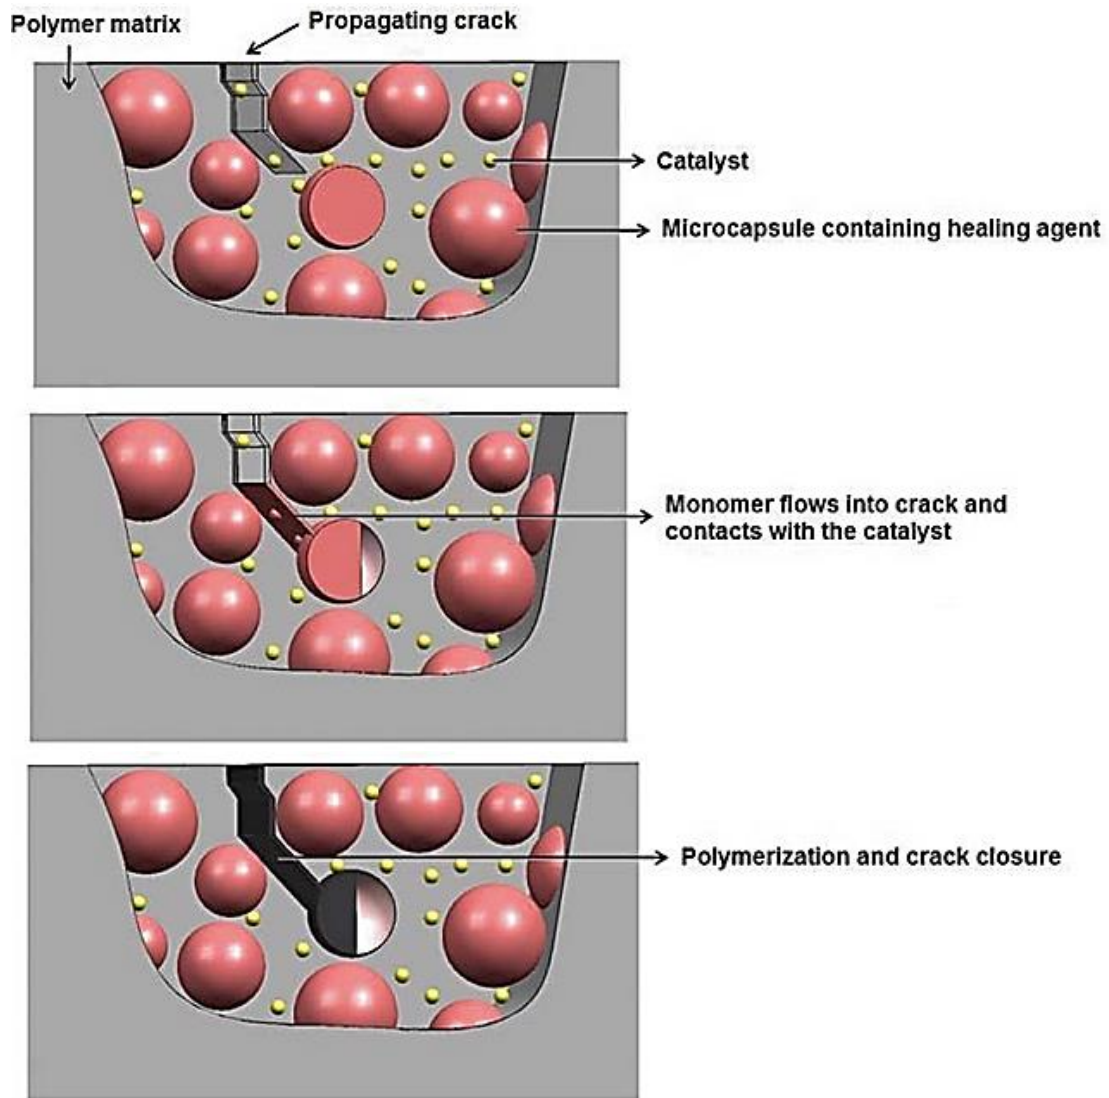 Polymer matrix
Propagating crack
Catalyst
Microcapsule containing healing agent
Monomer flows into crack and
contacts with the catalyst
Polymerization and crack closure